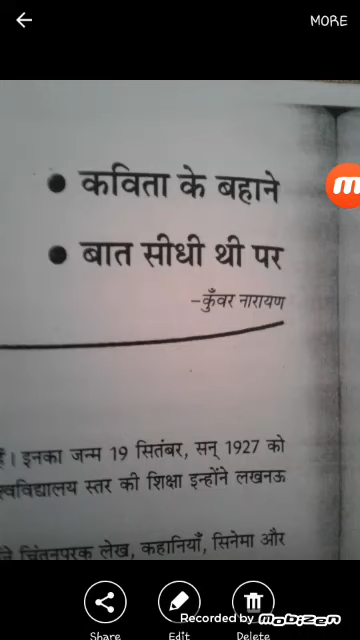 MORE
• कविता के बहाने
• बात सीधी थी पर
–कुँवर नारायण
। इनका जन्म 19 सितंबर, सन् 1927 को
स्तर की शिक्षा इन्होंने लखनऊ
चिंतनपरक लेख, कहानियाँ, सिनेमा और
Share Edit Delete
Recorded by mobizen